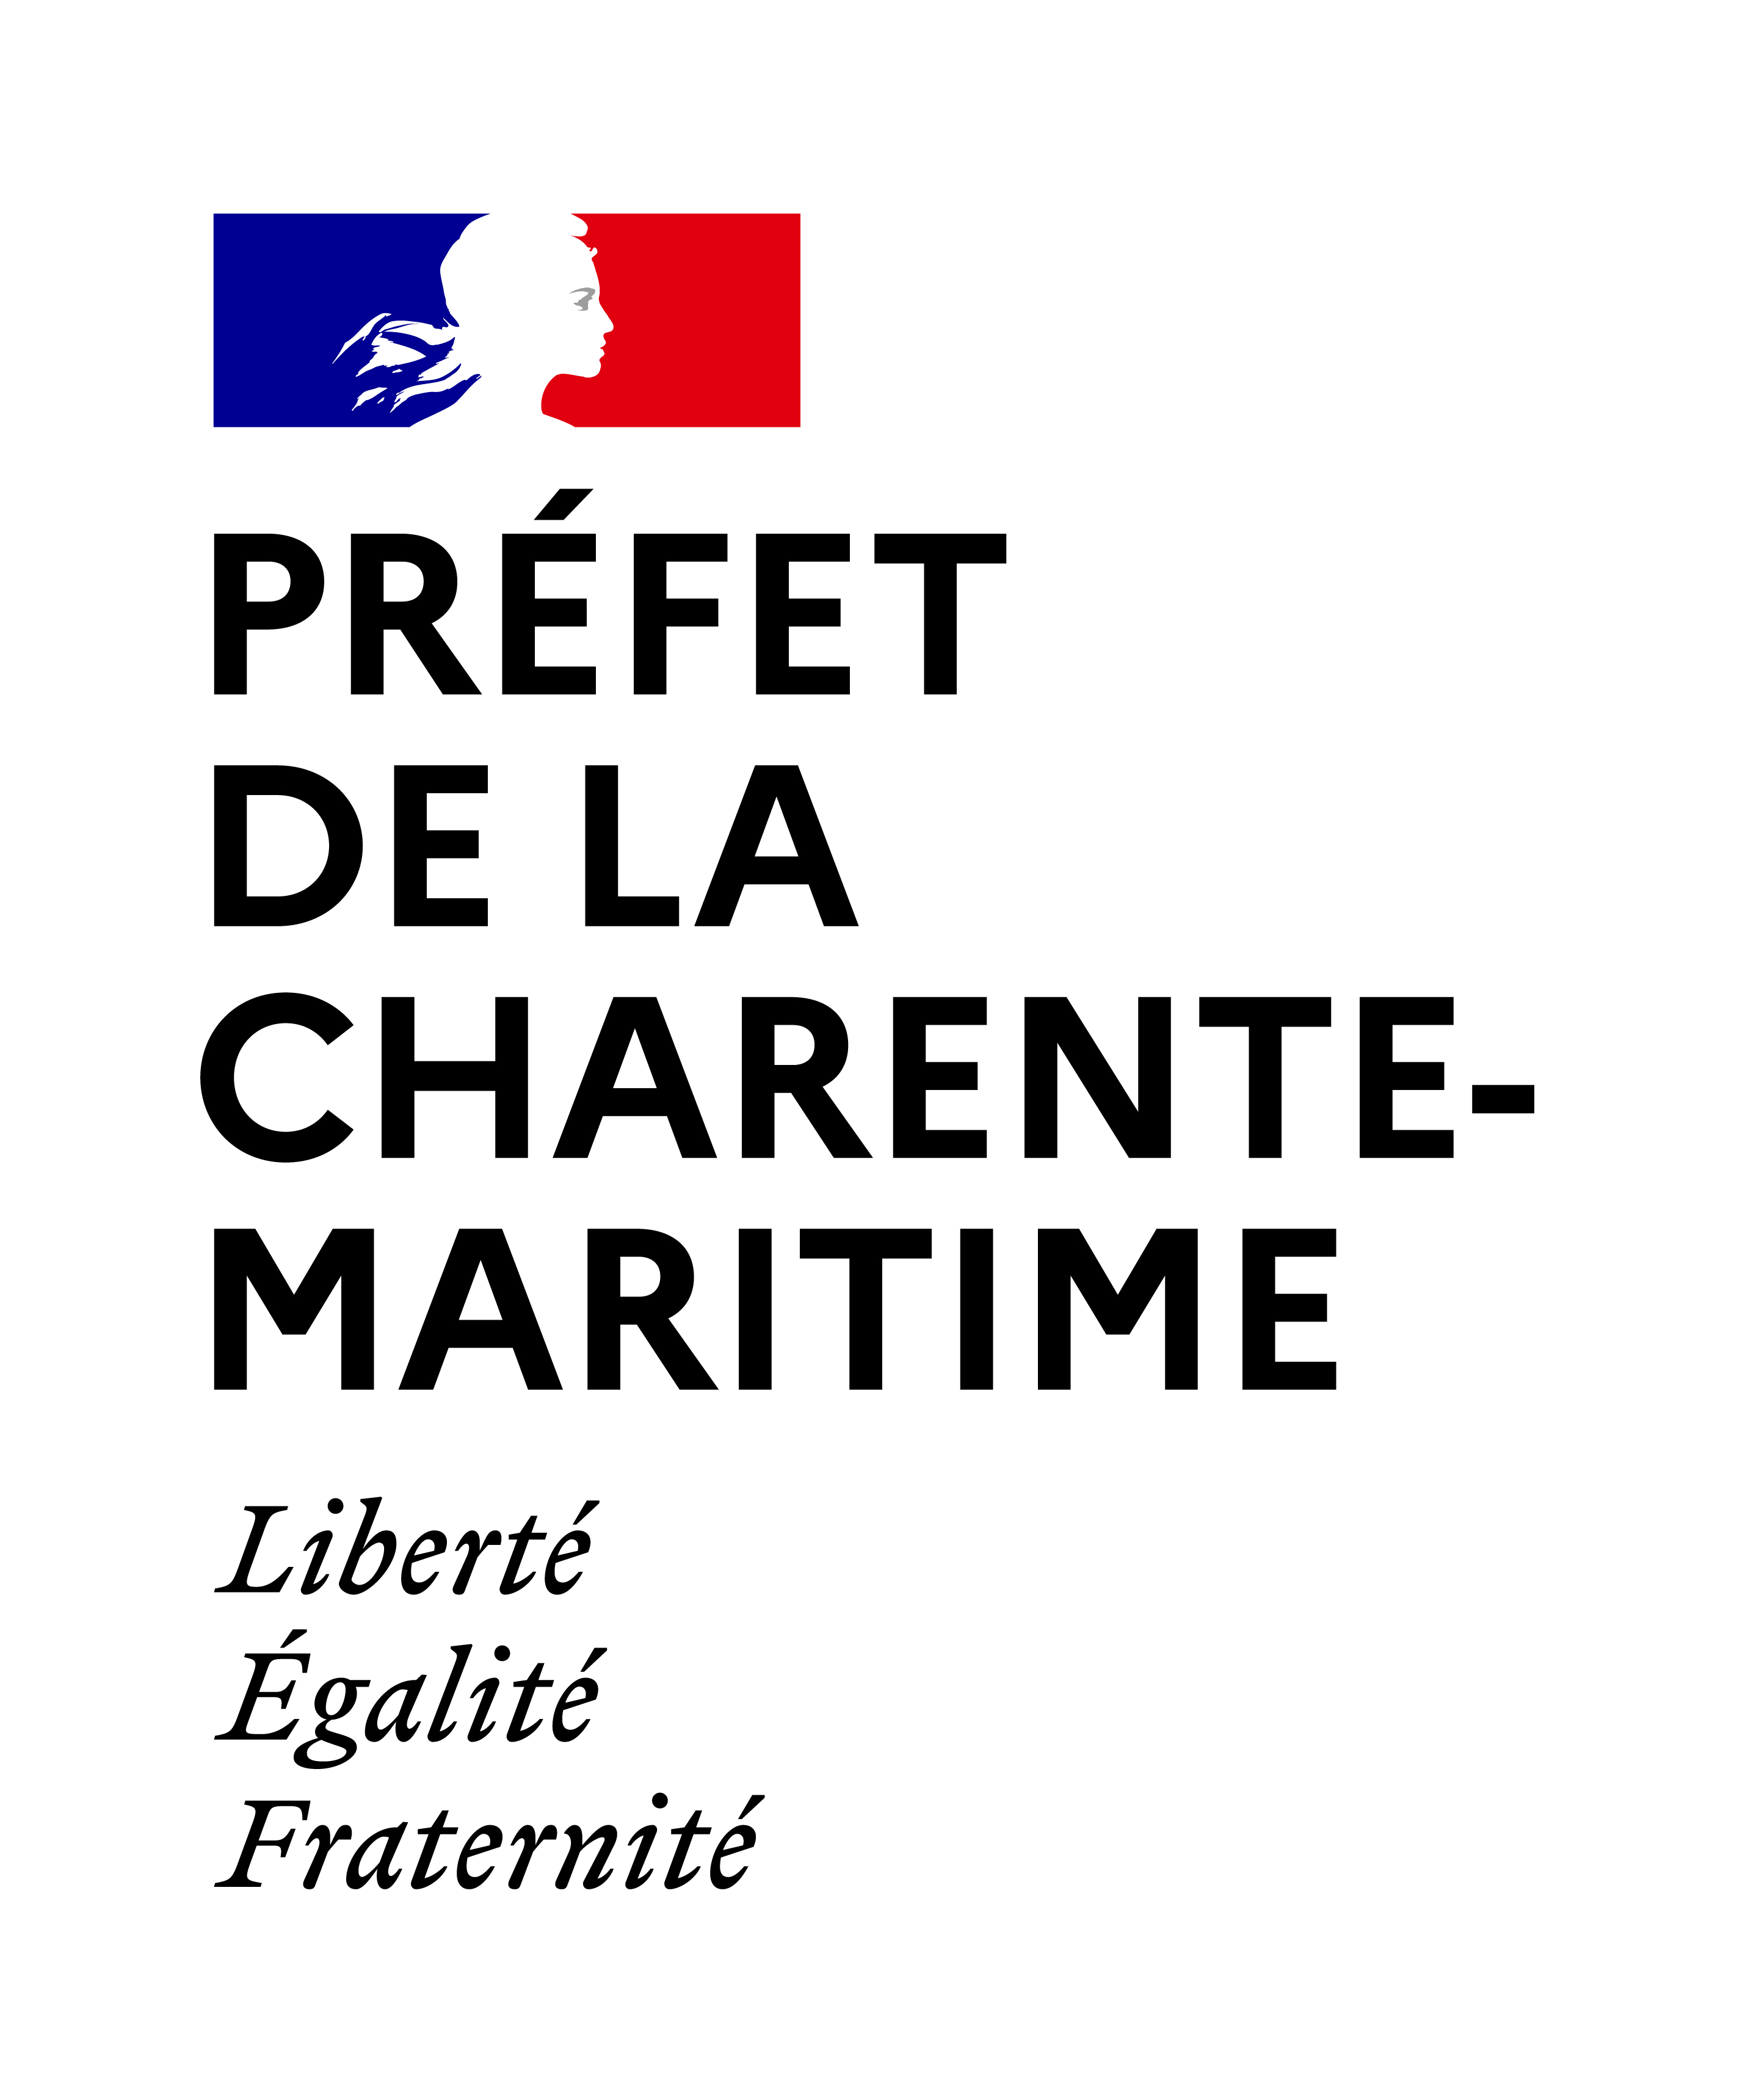 PRÉFET
DE LA
CHARENTE-
MARITIME
Liberté
Égalité
Fraternité